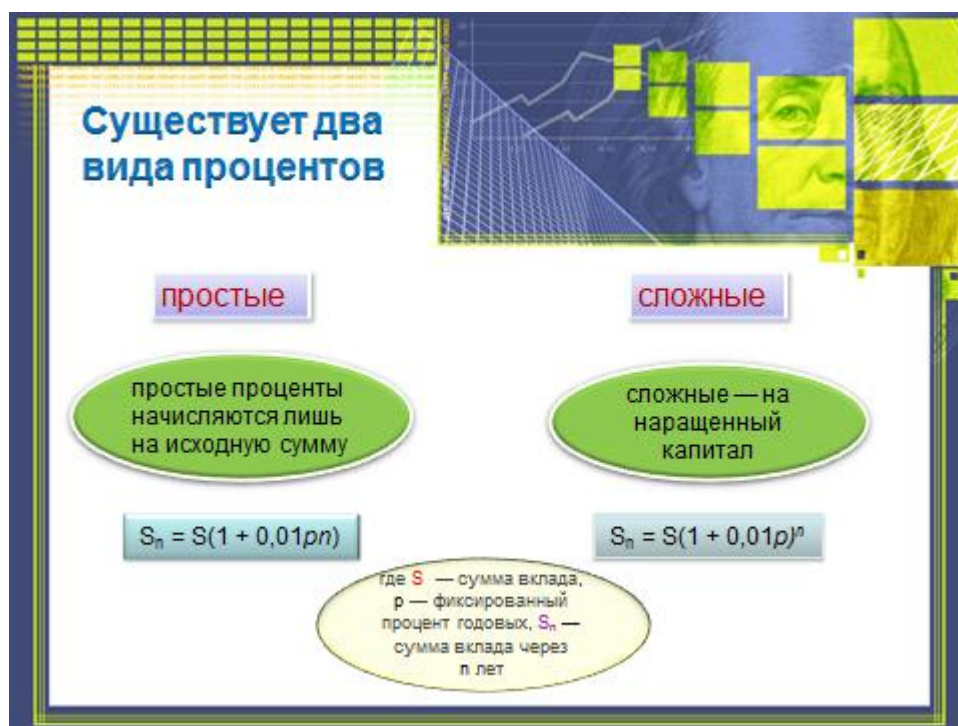 Существует два
вида процентов
простые
сложные
простые проценты
начисляются лишь
на исходную сумму
сложные — на
наращенный
капитал
Sₙ = S(1 + 0,01pn)
Sₙ = S(1 + 0,01p)ⁿ
где S — сумма вклада,
p — фиксированный
процент годовых, Sₙ —
сумма вклада через
n лет